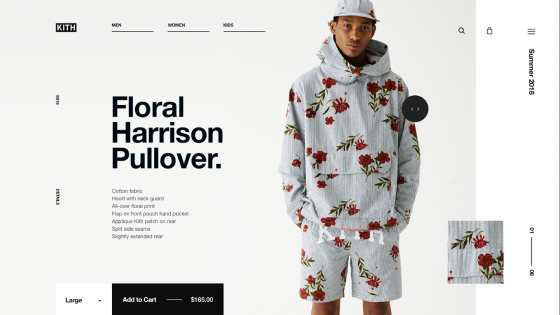 KITH
MEN
WOMEN
KIDS
Summer 2018
Floral
Harrison
Pullover.
DETAILS
Cotton fabric
Hood with neck guard
All-over floral print
Flap on front pouch hand pocket
Applique Kith patch on rear
Split side seams
Slightly extended rear
01
06
Large
Add to Cart
$165.00